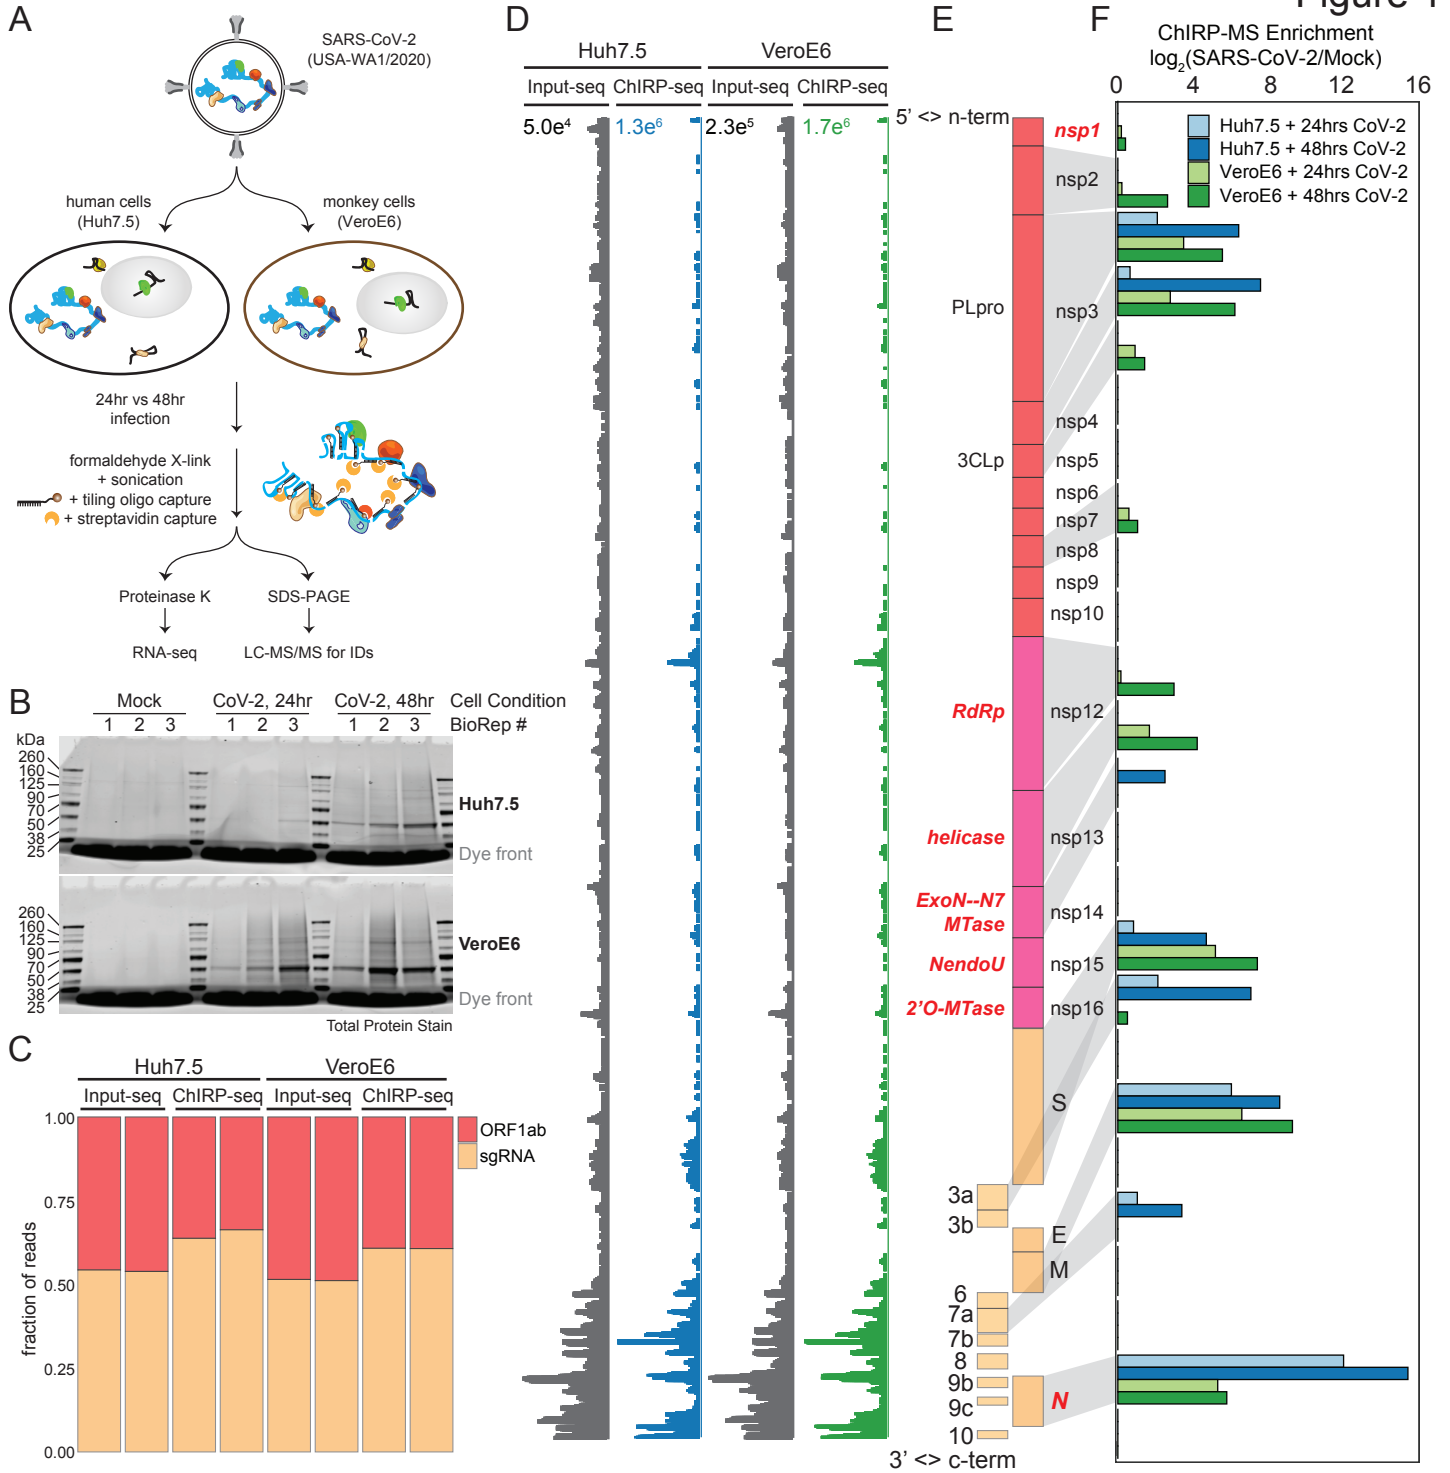 Figure 1
A
SARS-CoV-2
(USA-WA1/2020)
human cells
(Huh7.5)
monkey cells
(VeroE6)
24hr vs 48hr
infection
formaldehyde X-link
+ sonication
+ tiling oligo capture
+ streptavidin capture
Proteinase K
SDS-PAGE
RNA-seq
LC-MS/MS for IDs
B
Mock
CoV-2, 24hr
CoV-2, 48hr
Cell Condition
1 2 3 1 2 3 1 2 3
BioRep #
kDa
260
160
125
90
70
50
38
25
Huh7.5
Dye front
260
160
125
90
70
50
38
25
VeroE6
Dye front
Total Protein Stain
C
Huh7.5
VeroE6
Input-seq ChIRP-seq Input-seq ChIRP-seq
fraction of reads
1.00
0.75
0.50
0.25
0.00
ORF1ab
sgRNA
D
Huh7.5
VeroE6
Input-seq ChIRP-seq Input-seq ChIRP-seq
5.0e⁴
1.3e⁶
2.3e⁵
1.7e⁶
E
5' <> n-term
nsp1
nsp2
PLpro
nsp3
nsp4
3CLp
nsp5
nsp6
nsp7
nsp8
nsp9
nsp10
RdRp
nsp12
helicase
nsp13
ExoN--N7
MTase
nsp14
NendoU
nsp15
2'O-MTase
nsp16
S
3a
3b
E
M
6
7a
7b
8
9b
N
9c
10
3' <> c-term
F
ChIRP-MS Enrichment
log₂(SARS-CoV-2/Mock)
0 4 8 12 16
Huh7.5 + 24hrs CoV-2
Huh7.5 + 48hrs CoV-2
VeroE6 + 24hrs CoV-2
VeroE6 + 48hrs CoV-2